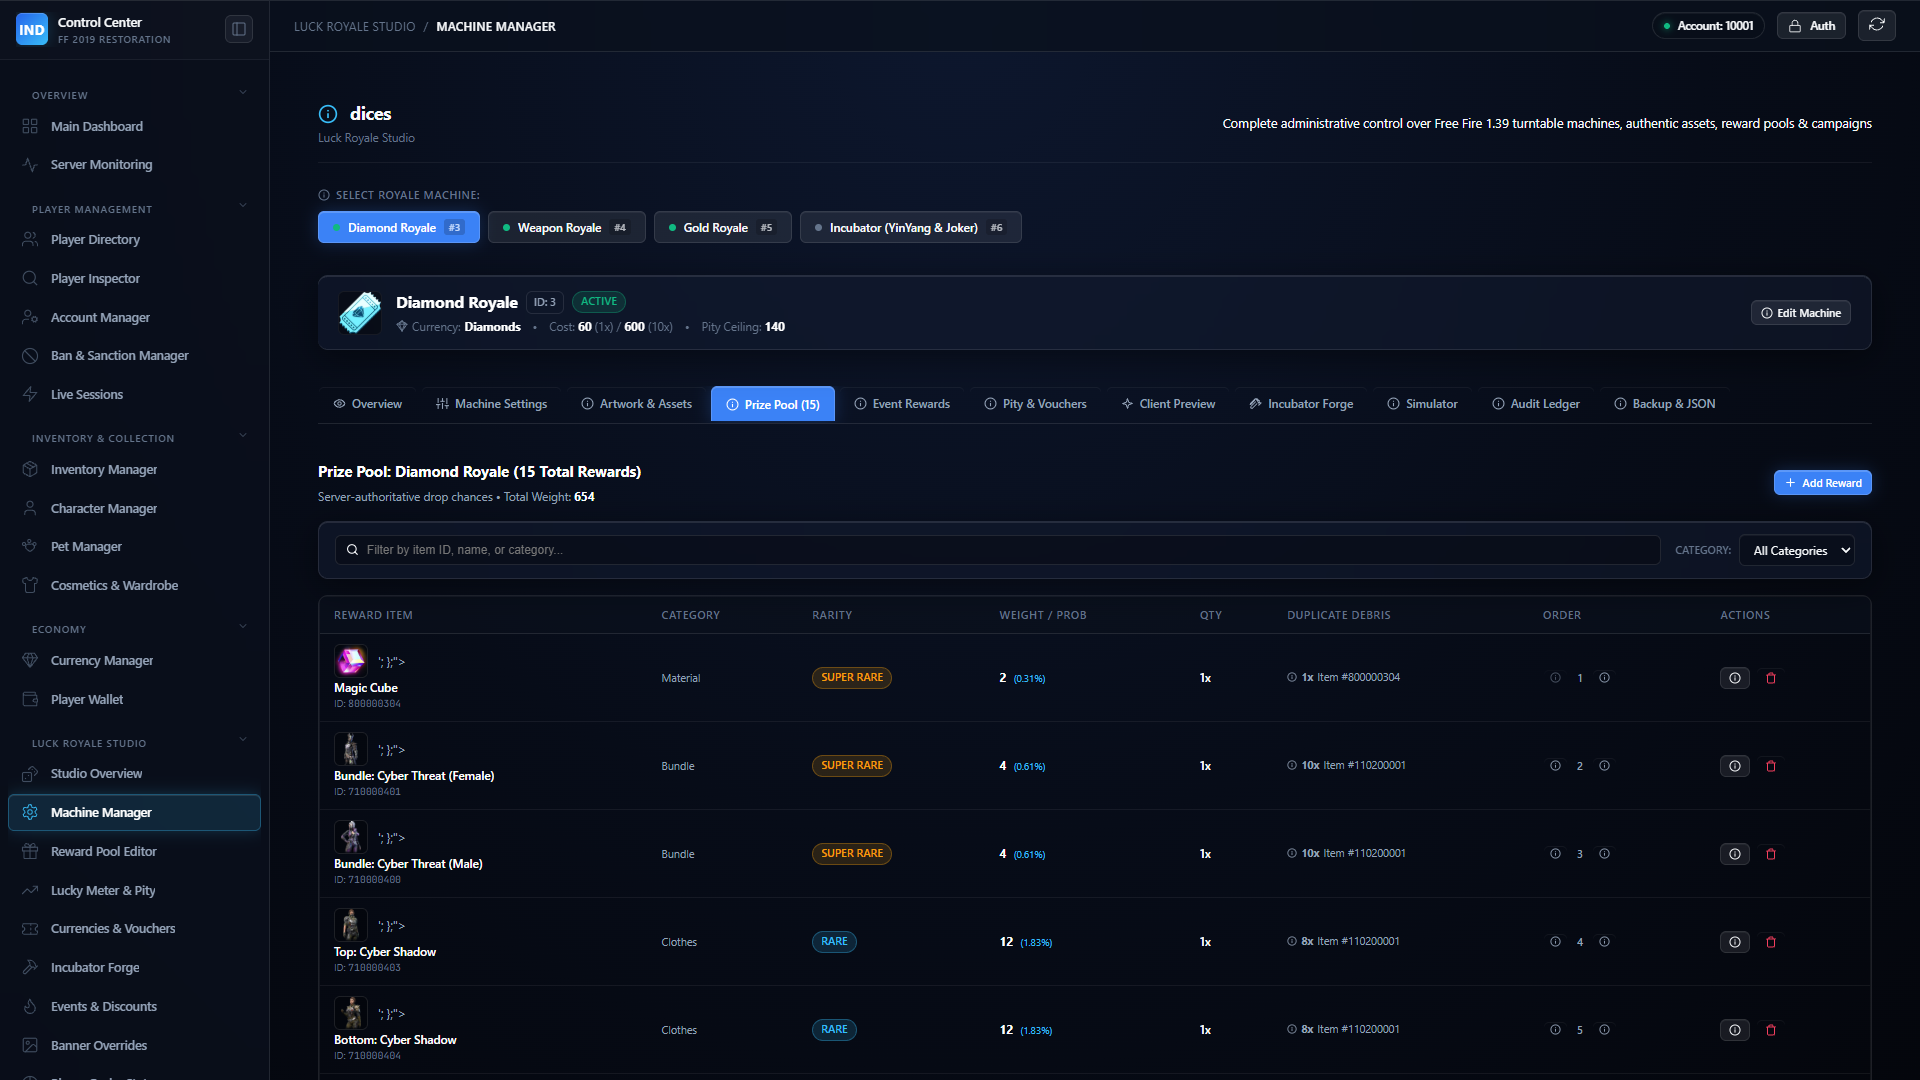 IND
Control Center
FF 2019 RESTORATION
LUCK ROYALE STUDIO / MACHINE MANAGER
Account: 10001
Auth
OVERVIEW
Main Dashboard
Server Monitoring
PLAYER MANAGEMENT
Player Directory
Player Inspector
Account Manager
Ban & Sanction Manager
Live Sessions
INVENTORY & COLLECTION
Inventory Manager
Character Manager
Pet Manager
Cosmetics & Wardrobe
ECONOMY
Currency Manager
Player Wallet
LUCK ROYALE STUDIO
Studio Overview
Machine Manager
Reward Pool Editor
Lucky Meter & Pity
Currencies & Vouchers
Incubator Forge
Events & Discounts
Banner Overrides
dices
Luck Royale Studio
Complete administrative control over Free Fire 1.39 turntable machines, authentic assets, reward pools & campaigns
SELECT ROYALE MACHINE:
Diamond Royale #3
Weapon Royale #4
Gold Royale #5
Incubator (YinYang & Joker) #6
Diamond Royale ID: 3 ACTIVE
Currency: Diamonds • Cost: 60 (1x) / 600 (10x) • Pity Ceiling: 140
Edit Machine
Overview
Machine Settings
Artwork & Assets
Prize Pool (15)
Event Rewards
Pity & Vouchers
Client Preview
Incubator Forge
Simulator
Audit Ledger
Backup & JSON
Prize Pool: Diamond Royale (15 Total Rewards)
Server-authoritative drop chances • Total Weight: 654
+ Add Reward
Filter by item ID, name, or category...
CATEGORY: All Categories
REWARD ITEM CATEGORY RARITY WEIGHT / PROB QTY DUPLICATE DEBRIS ORDER ACTIONS
'; };">
Magic Cube
ID: 800000304
Material SUPER RARE 2 (0.31%) 1x 1x Item #800000304 1
'; };">
Bundle: Cyber Threat (Female)
ID: 710000401
Bundle SUPER RARE 4 (0.61%) 1x 10x Item #110200001 2
'; };">
Bundle: Cyber Threat (Male)
ID: 710000400
Bundle SUPER RARE 4 (0.61%) 1x 10x Item #110200001 3
'; };">
Top: Cyber Shadow
ID: 710000403
Clothes RARE 12 (1.83%) 1x 8x Item #110200001 4
'; };">
Bottom: Cyber Shadow
ID: 710000404
Clothes RARE 12 (1.83%) 1x 8x Item #110200001 5